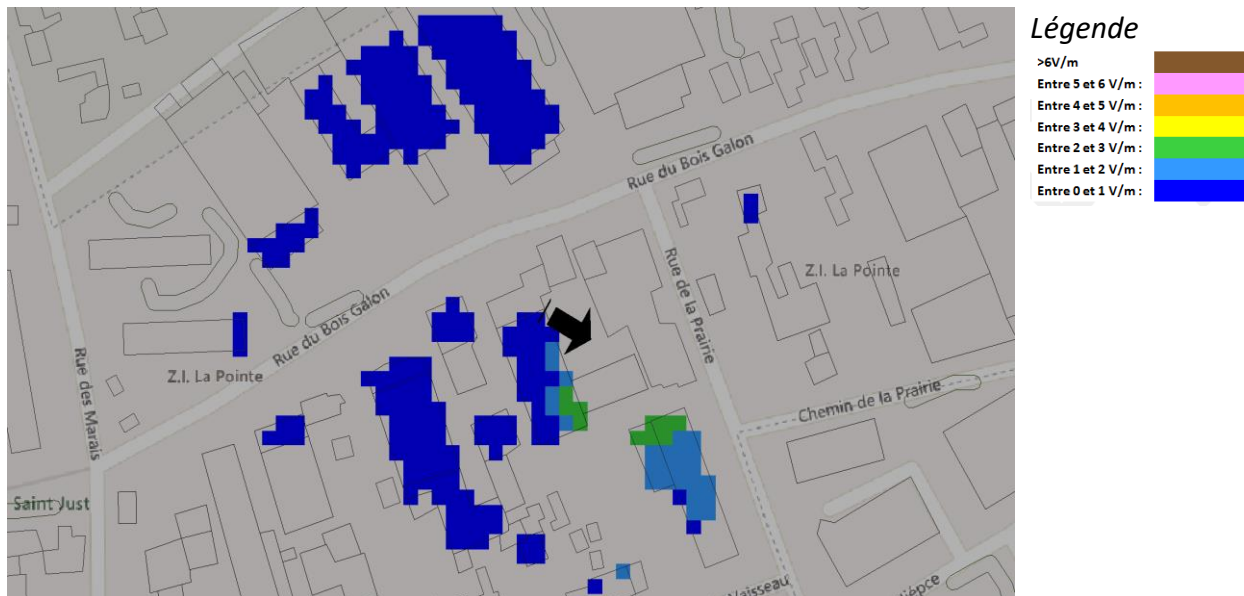 Légende
>6V/m
Entre 5 et 6 V/m :
Entre 4 et 5 V/m :
Entre 3 et 4 V/m :
Entre 2 et 3 V/m :
Entre 1 et 2 V/m :
Entre 0 et 1 V/m :
Rue du Bois Galon
Z.I. La Pointe
Rue de la Prairie
Rue du Bois Galon
Rue des Marais
Z.I. La Pointe
Chemin de la Prairie
Saint Just
Vaisseau